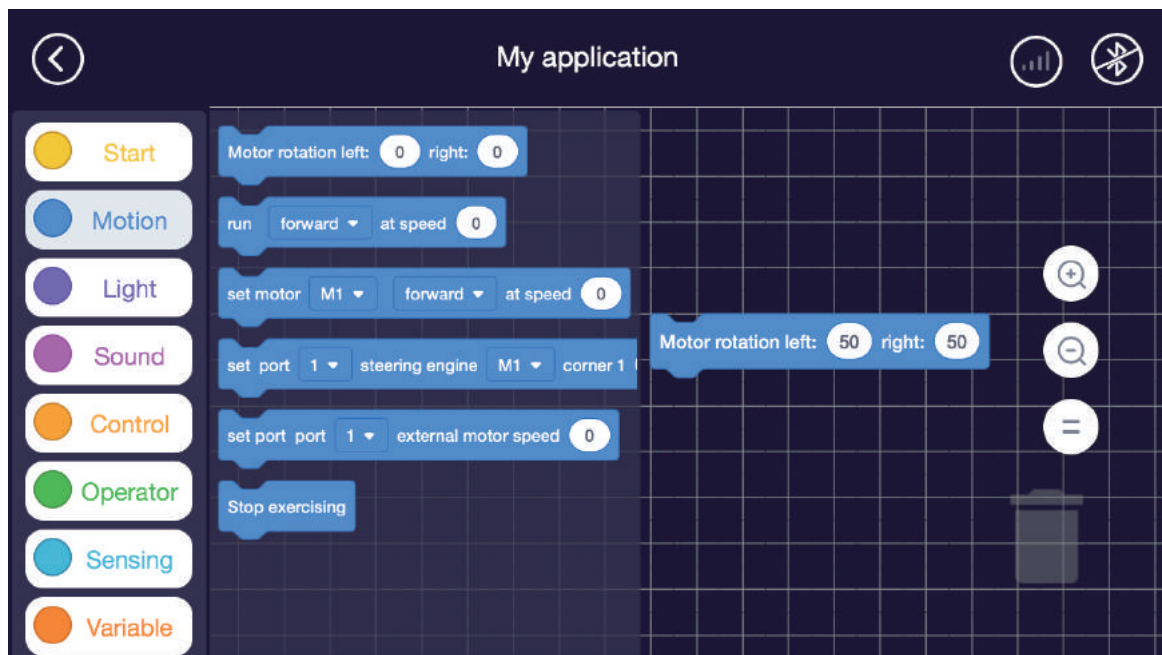 My application
Start
Motion
Light
Sound
Control
Operator
Sensing
Variable
Motor rotation left: 0 right: 0
run forward at speed 0
set motor M1 forward at speed 0
set port 1 steering engine M1 corner 1
set port port 1 external motor speed 0
Stop exercising
Motor rotation left: 50 right: 50